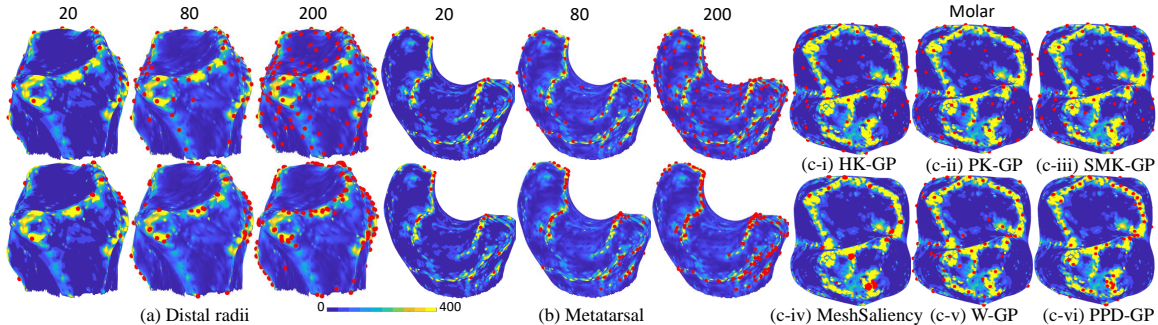 20 80 200 20 80 200 Molar
(c-i) HK-GP (c-ii) PK-GP (c-iii) SMK-GP
0 400
(a) Distal radii (b) Metatarsal (c-iv) MeshSaliency (c-v) W-GP (c-vi) PPD-GP